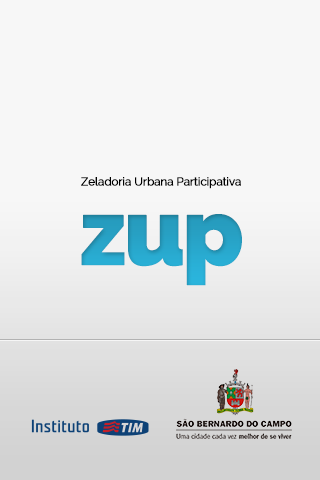 Zeladoria Urbana Participativa
zup
Instituto TIM
SÃO BERNARDO DO CAMPO
Uma cidade cada vez melhor de se viver